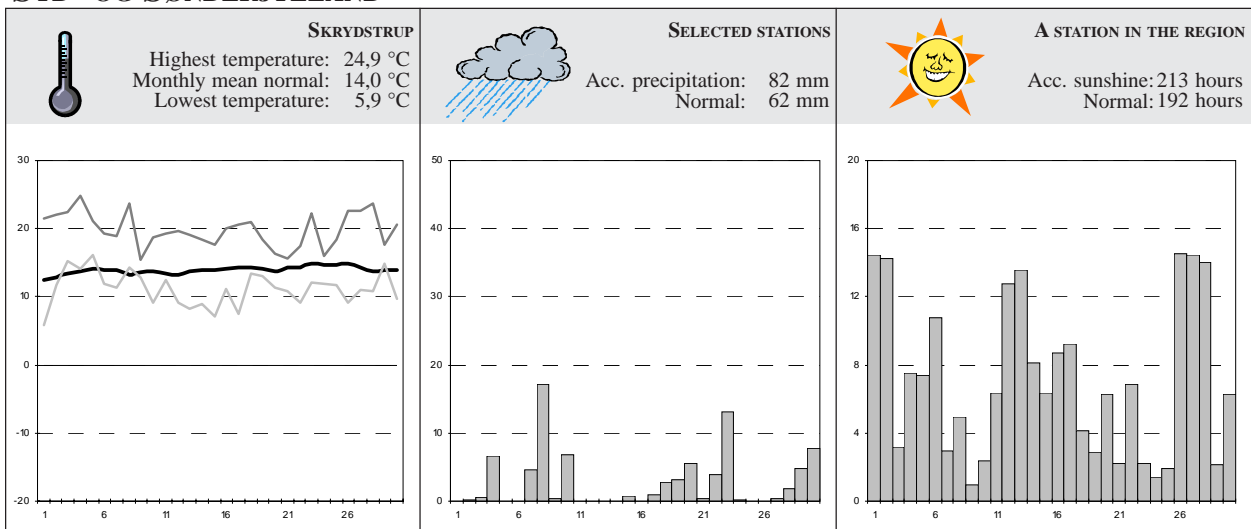 SKRYDSTRUP
Highest temperature: 24,9 °C
Monthly mean normal: 14,0 °C
Lowest temperature: 5,9 °C
SELECTED STATIONS
Acc. precipitation: 82 mm
Normal: 62 mm
A STATION IN THE REGION
Acc. sunshine: 213 hours
Normal: 192 hours
30
20
10
0
-10
-20
1 6 11 16 21 26
50
40
30
20
10
0
1 6 11 16 21 26
20
16
12
8
4
0
1 6 11 16 21 26